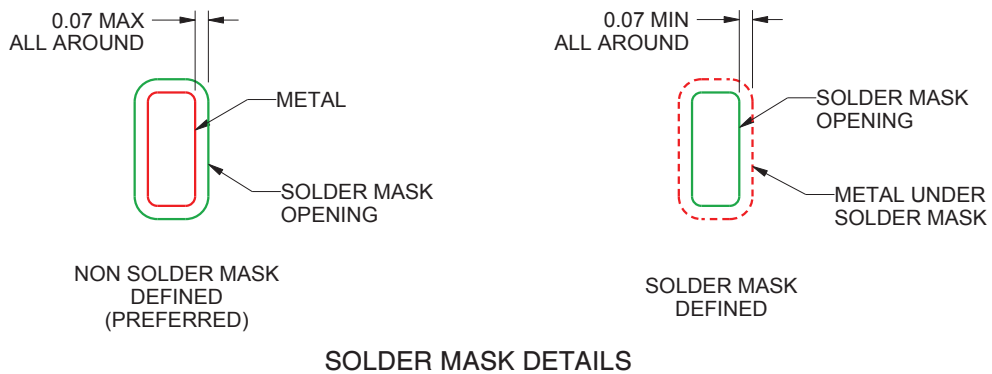 0.07 MAX
ALL AROUND
METAL
SOLDER MASK
OPENING
NON SOLDER MASK
DEFINED
(PREFERRED)
0.07 MIN
ALL AROUND
SOLDER MASK
OPENING
METAL UNDER
SOLDER MASK
SOLDER MASK
DEFINED
SOLDER MASK DETAILS